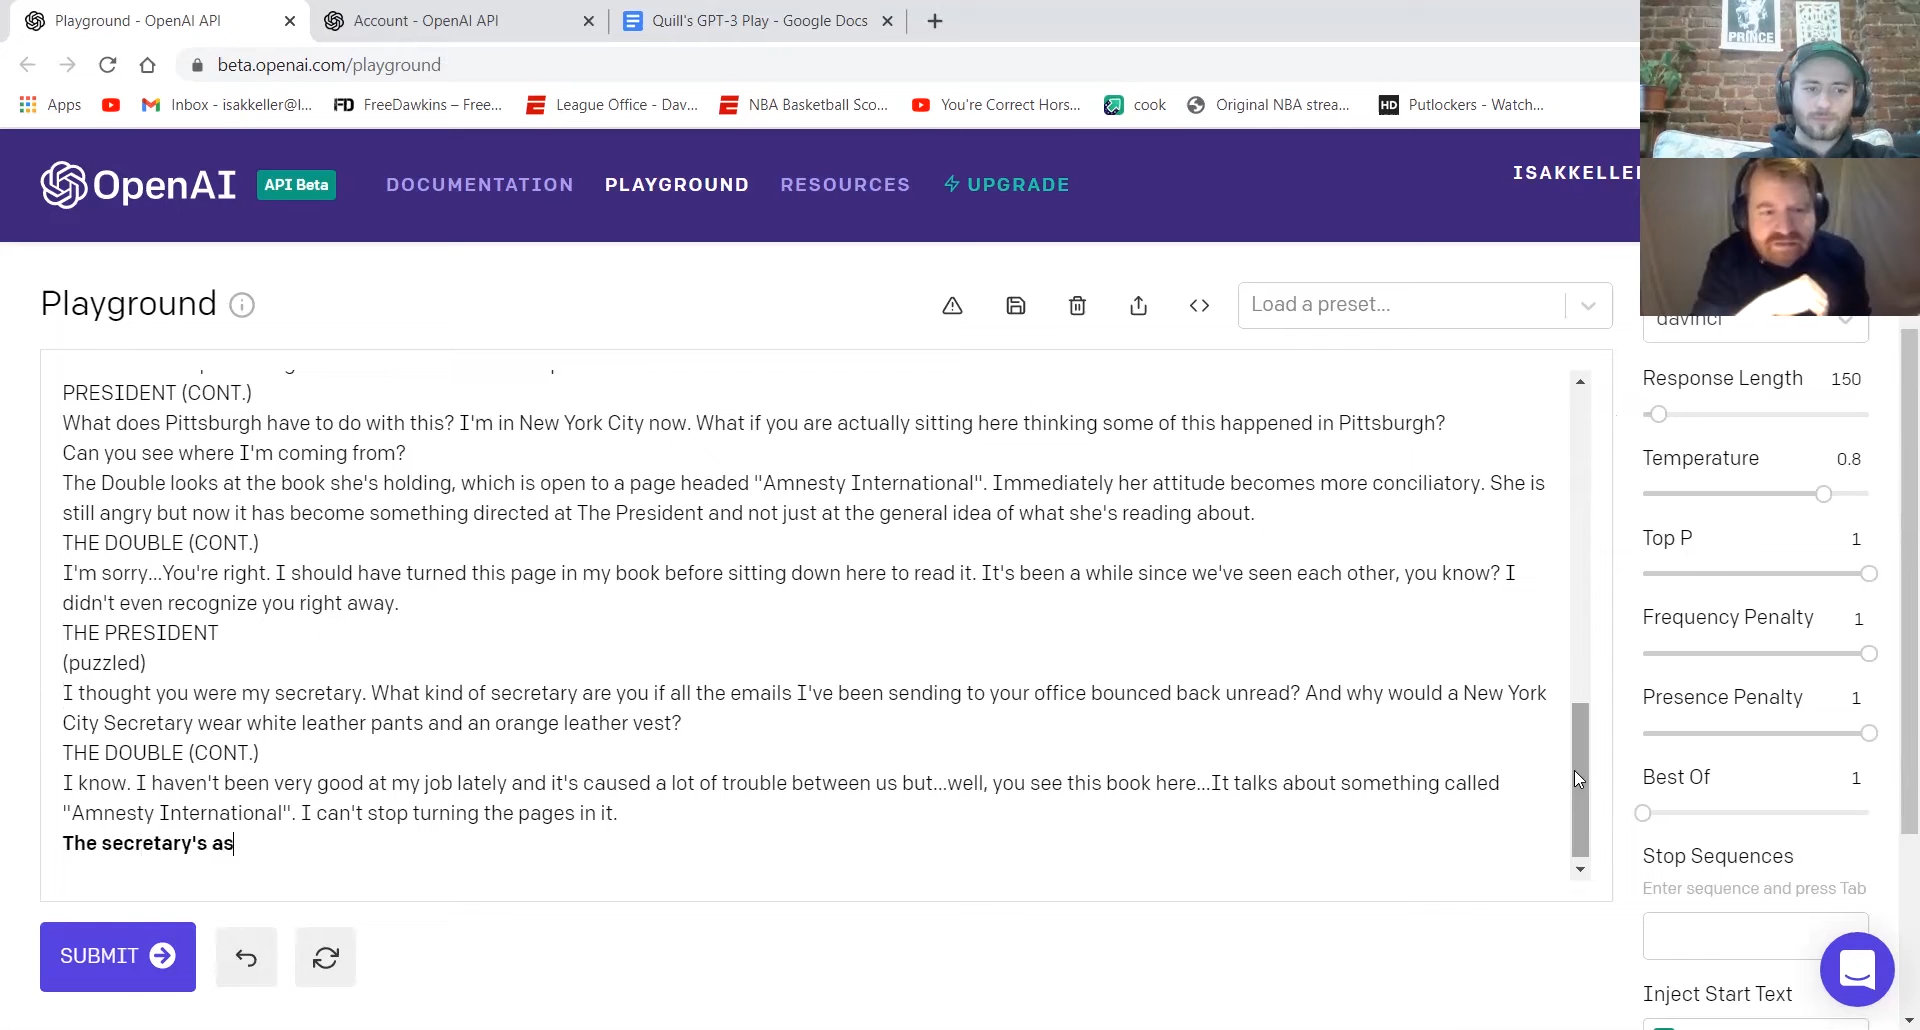 Playground - OpenAI API
Account - OpenAI API
Quill's GPT-3 Play - Google Docs
beta.openai.com/playground
Apps
Inbox - isakkeller@l...
FD FreeDawkins – Free...
League Office - Dav...
NBA Basketball Sco...
You're Correct Hors...
cook
Original NBA strea...
HD Putlockers - Watch...
PRINCE
OpenAI API Beta DOCUMENTATION PLAYGROUND RESOURCES UPGRADE
ISAKKELLE
Playground
Load a preset...
davinci
PRESIDENT (CONT.)
What does Pittsburgh have to do with this? I'm in New York City now. What if you are actually sitting here thinking some of this happened in Pittsburgh?
Can you see where I'm coming from?
The Double looks at the book she's holding, which is open to a page headed "Amnesty International". Immediately her attitude becomes more conciliatory. She is
still angry but now it has become something directed at The President and not just at the general idea of what she's reading about.
THE DOUBLE (CONT.)
I'm sorry...You're right. I should have turned this page in my book before sitting down here to read it. It's been a while since we've seen each other, you know? I
didn't even recognize you right away.
THE PRESIDENT
(puzzled)
I thought you were my secretary. What kind of secretary are you if all the emails I've been sending to your office bounced back unread? And why would a New York
City Secretary wear white leather pants and an orange leather vest?
THE DOUBLE (CONT.)
I know. I haven't been very good at my job lately and it's caused a lot of trouble between us but...well, you see this book here...It talks about something called
"Amnesty International". I can't stop turning the pages in it.
The secretary's as
SUBMIT
Response Length 150
Temperature 0.8
Top P 1
Frequency Penalty 1
Presence Penalty 1
Best Of 1
Stop Sequences
Enter sequence and press Tab
Inject Start Text